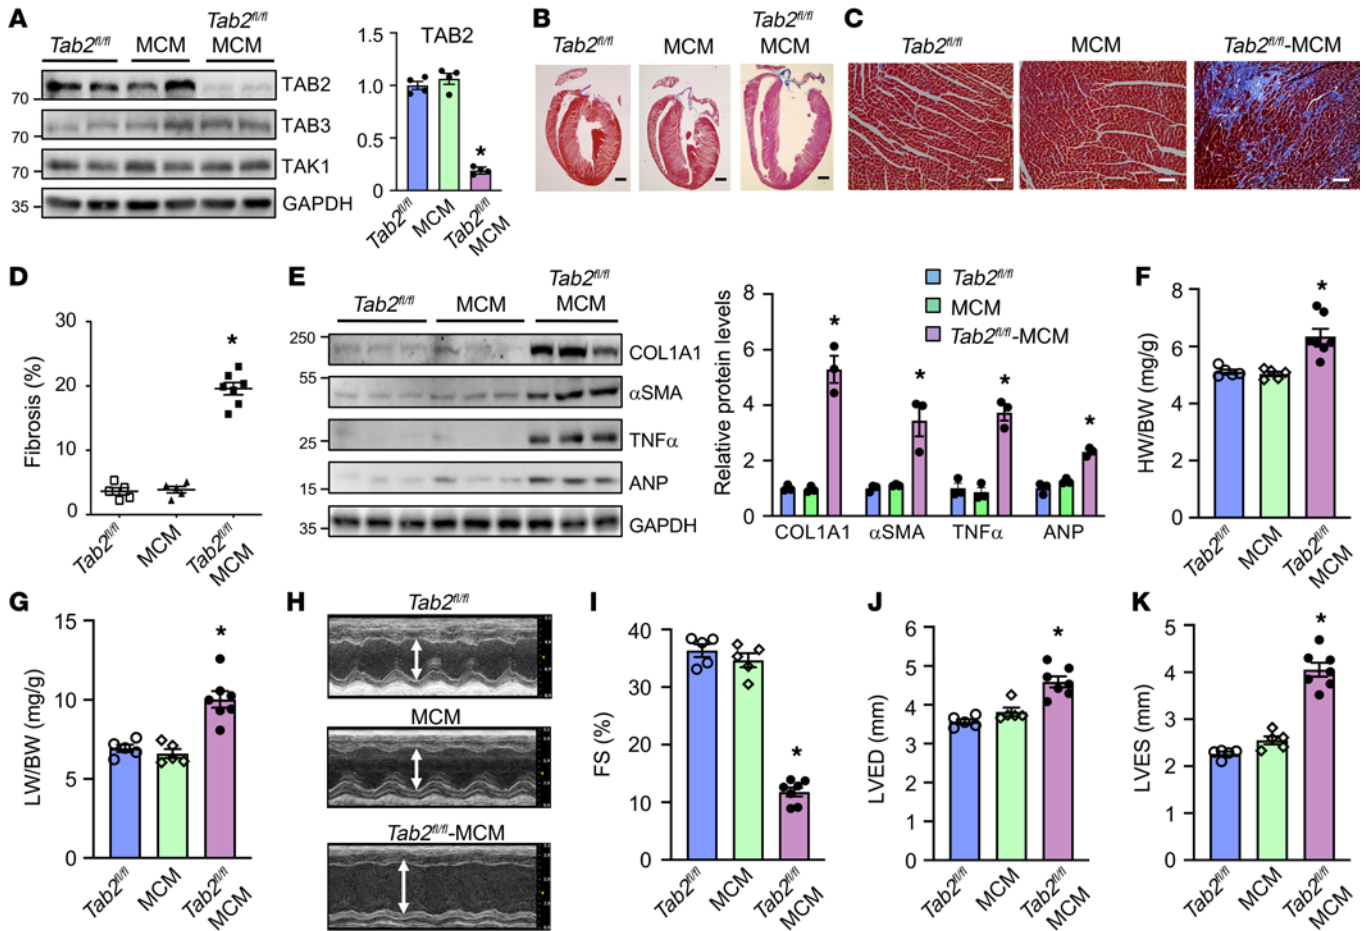 A
Tab2fl/fl MCM Tab2fl/fl MCM
TAB2
70
TAB3
70
TAK1
70
GAPDH
35
TAB2
1.5
1.0
0.5
0
Tab2fl/fl MCM Tab2fl/fl MCM
B
Tab2fl/fl MCM Tab2fl/fl MCM
C
Tab2fl/fl MCM Tab2fl/fl-MCM
D
Fibrosis (%)
30
20
10
0
*
Tab2fl/fl MCM Tab2fl/fl MCM
E
Tab2fl/fl MCM Tab2fl/fl MCM
250
COL1A1
55
αSMA
25
TNFα
15
ANP
35
GAPDH
Relative protein levels
8
6
4
2
0
Tab2fl/fl
MCM
Tab2fl/fl-MCM
* * * *
COL1A1 αSMA TNFα ANP
F
HW/BW (mg/g)
8
6
4
2
0
*
Tab2fl/fl MCM Tab2fl/fl MCM
G
LW/BW (mg/g)
15
10
5
0
*
Tab2fl/fl MCM Tab2fl/fl MCM
H
Tab2fl/fl
MCM
Tab2fl/fl-MCM
I
FS (%)
40
30
20
10
0
*
Tab2fl/fl MCM Tab2fl/fl MCM
J
LVED (mm)
6
5
4
3
2
1
0
*
Tab2fl/fl MCM Tab2fl/fl MCM
K
LVES (mm)
5
4
3
2
1
0
*
Tab2fl/fl MCM Tab2fl/fl MCM